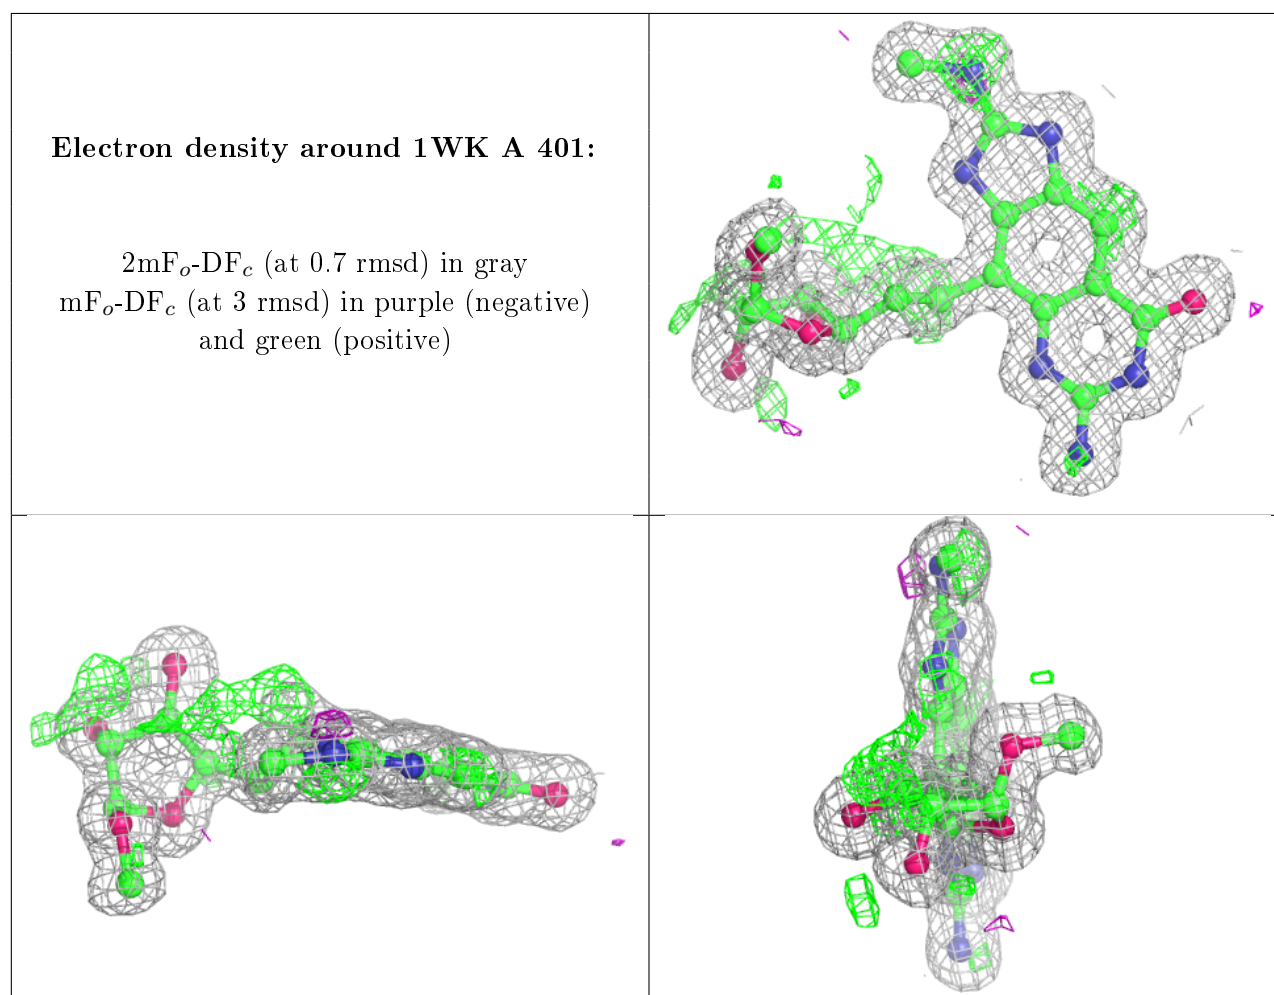 Electron density around 1WK A 401:
2mFo-DFc (at 0.7 rmsd) in gray
mFo-DFc (at 3 rmsd) in purple (negative)
and green (positive)